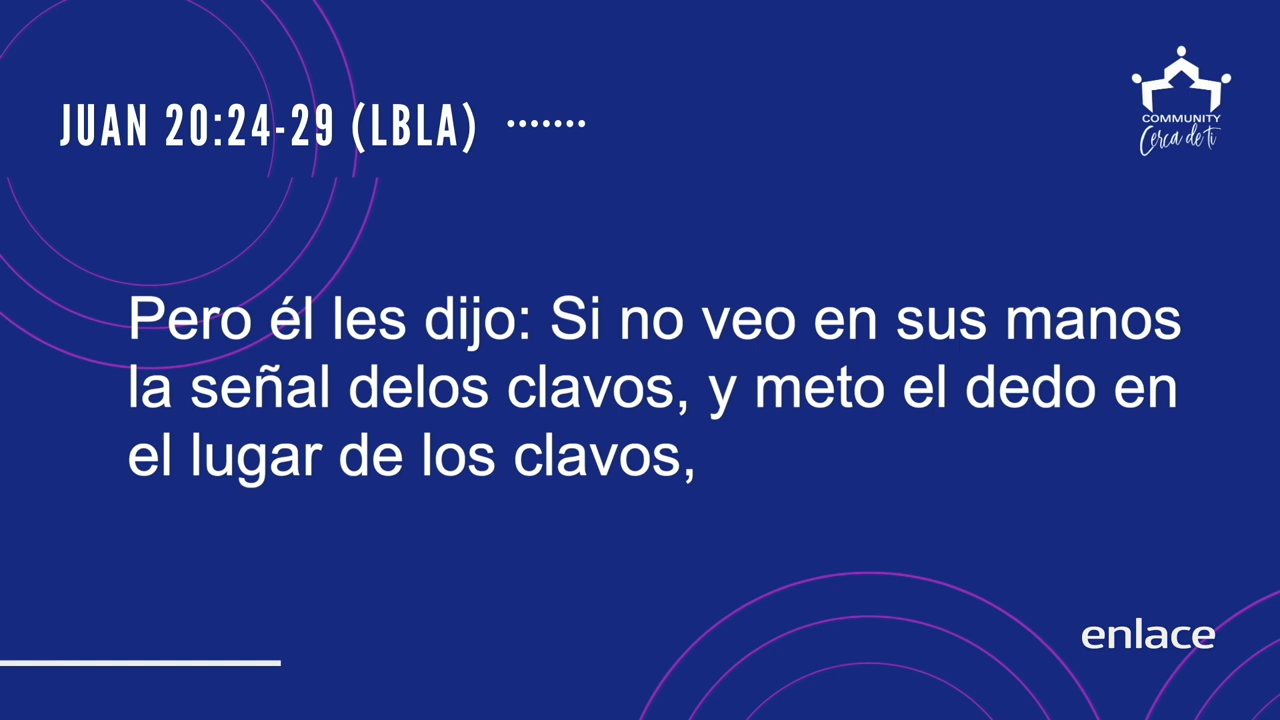 JUAN 20:24-29 (LBLA) .......
COMMUNITY
Cerca de ti
Pero él les dijo: Si no veo en sus manos
la señal delos clavos, y meto el dedo en
el lugar de los clavos,
enlace